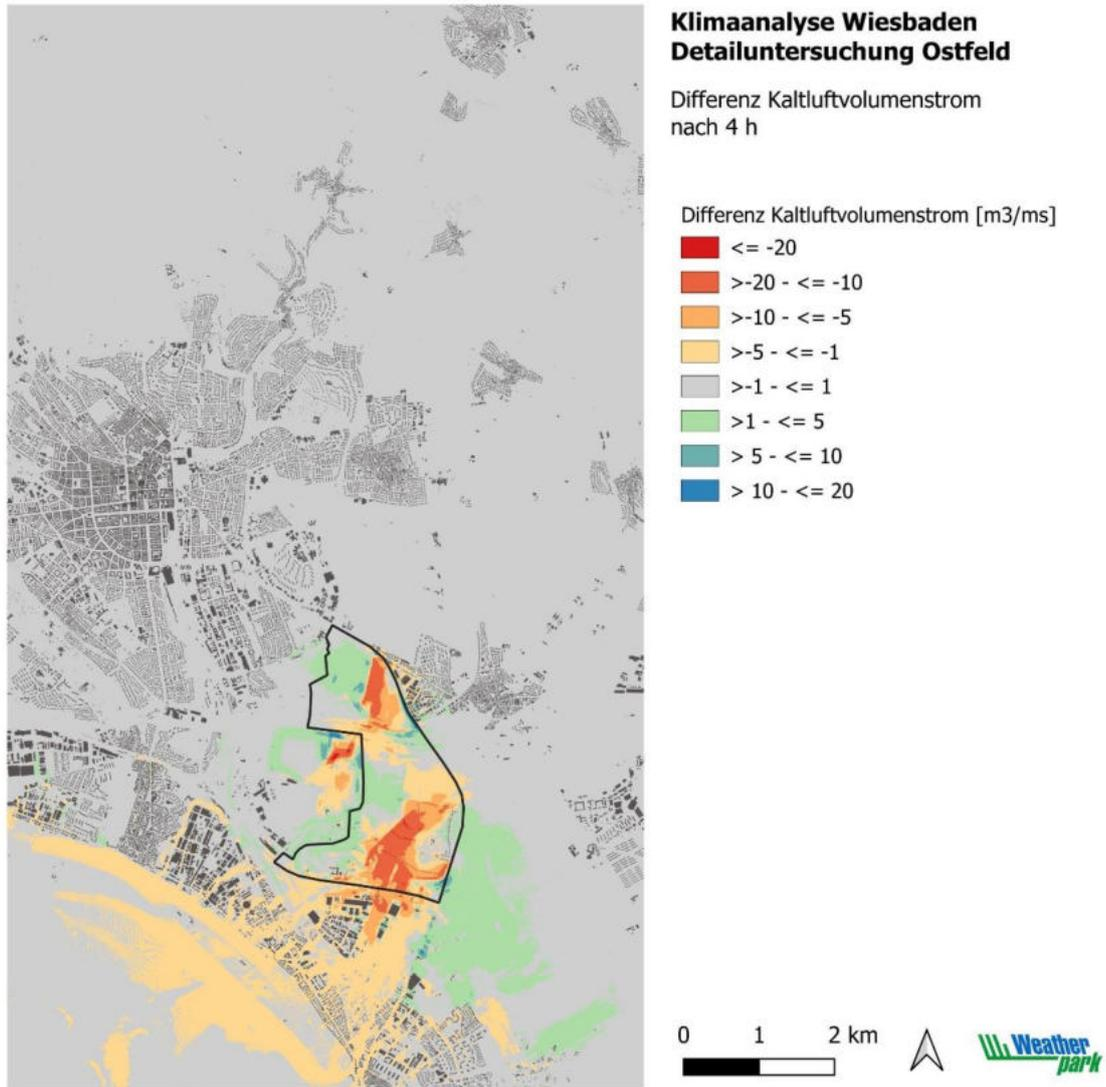 Klimaanalyse Wiesbaden
Detailuntersuchung Ostfeld
Differenz Kaltluftvolumenstrom
nach 4 h
Differenz Kaltluftvolumenstrom [m3/ms]
<= -20
>-20 - <= -10
>-10 - <= -5
>-5 - <= -1
>-1 - <= 1
>1 - <= 5
> 5 - <= 10
> 10 - <= 20
0 1 2 km
Weather
park